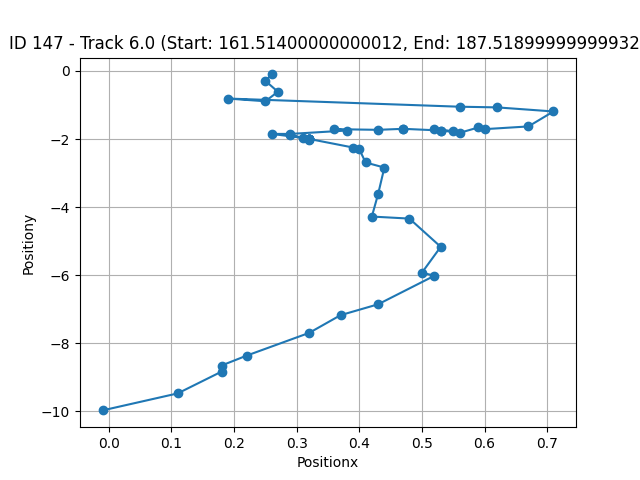 ID 147 - Track 6.0 (Start: 161.51400000000012, End: 187.51899999999932
0
−2
−4
−6
−8
−10
Positiony
0.0 0.1 0.2 0.3 0.4 0.5 0.6 0.7
Positionx